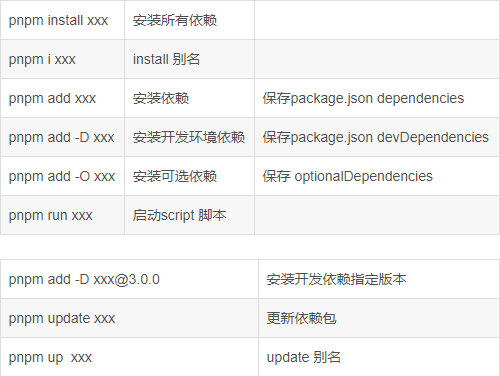 pnpm install xxx 安装所有依赖
pnpm i xxx install 别名
pnpm add xxx 安装依赖 保存package.json dependencies
pnpm add -D xxx 安装开发环境依赖 保存package.json devDependencies
pnpm add -O xxx 安装可选依赖 保存 optionalDependencies
pnpm run xxx 启动script 脚本
pnpm add -D xxx@3.0.0 安装开发依赖指定版本
pnpm update xxx 更新依赖包
pnpm up xxx update 别名